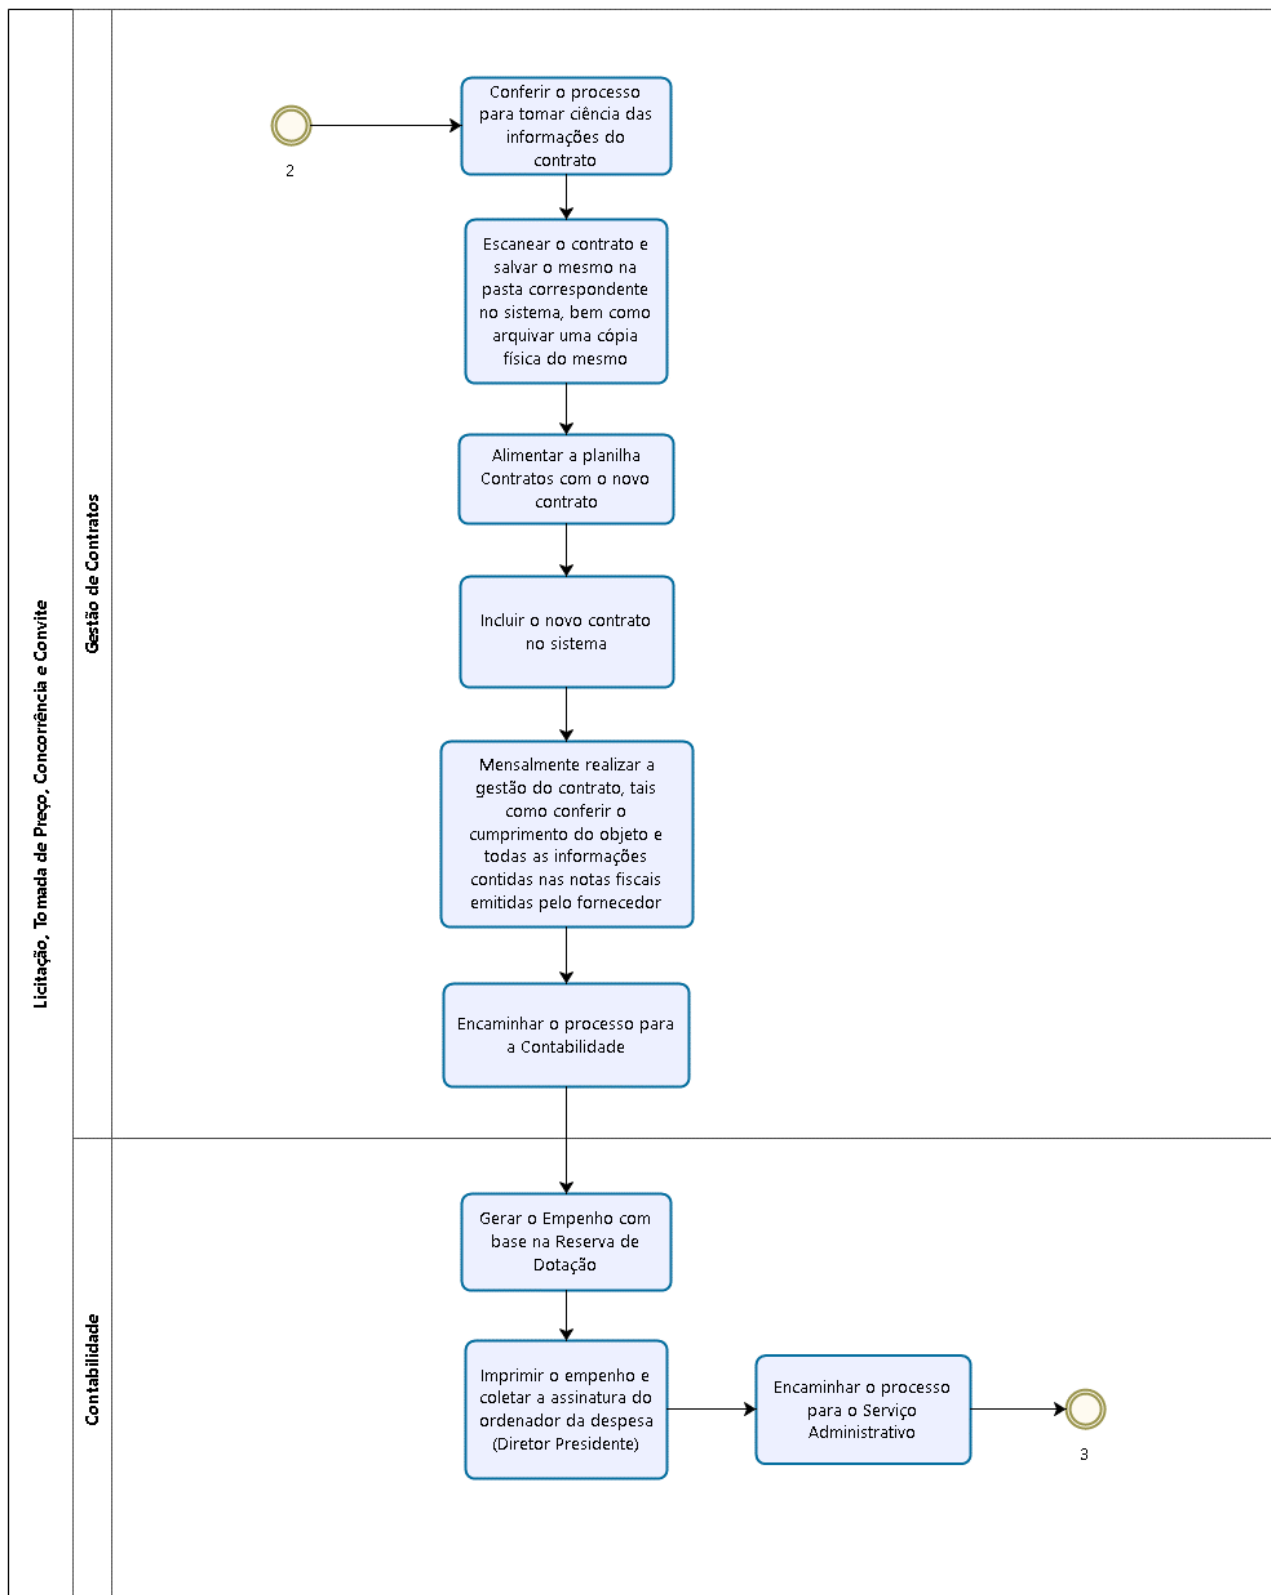 Licitação, Tomada de Preço, Concorrência e Convite
Gestão de Contratos
2
Conferir o processo
para tomar ciência das
informações do
contrato
Escanear o contrato e
salvar o mesmo na
pasta correspondente
no sistema, bem como
arquivar uma cópia
física do mesmo
Alimentar a planilha
Contratos com o novo
contrato
Incluir o novo contrato
no sistema
Mensalmente realizar a
gestão do contrato, tais
como conferir o
cumprimento do objeto e
todas as informações
contidas nas notas fiscais
emitidas pelo fornecedor
Encaminhar o processo para
a Contabilidade
Contabilidade
Gerar o Empenho com
base na Reserva de
Dotação
Imprimir o empenho e
coletar a assinatura do
ordenador da despesa
(Diretor Presidente)
Encaminhar o processo
para o Serviço
Administrativo
3